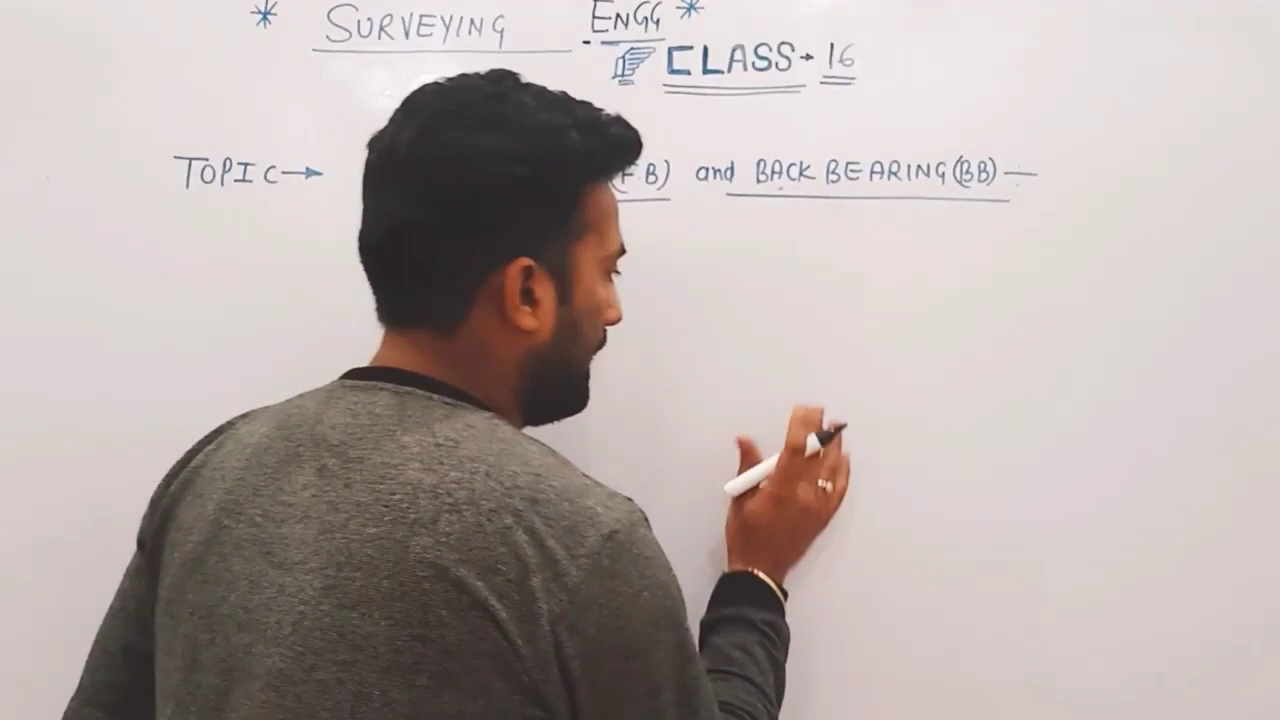 * SURVEYING ENGG *
CLASS → 16
TOPIC → (F.B) and BACK BEARING (BB) —